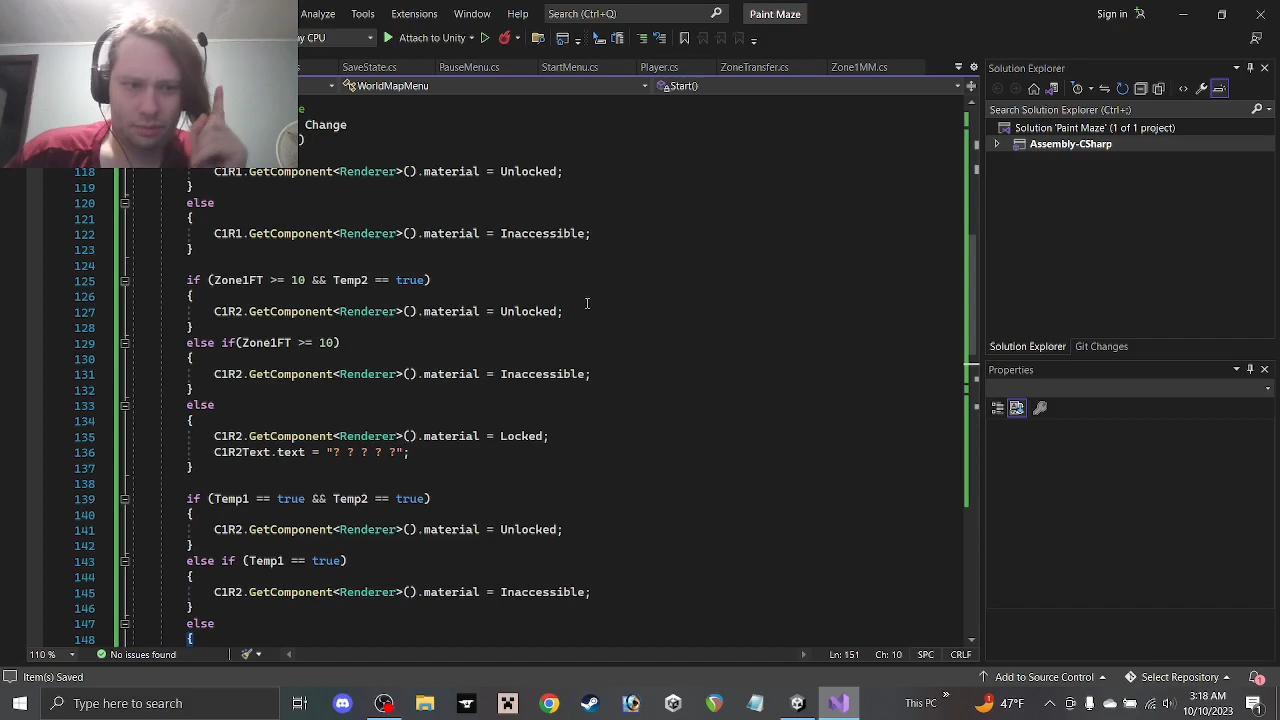 Analyze Tools Extensions Window Help Search (Ctrl+Q) Paint Maze Sign in
CPU Attach to Unity
SaveState.cs PauseMenu.cs StartMenu.cs Player.cs ZoneTransfer.cs Zone1MM.cs
WorldMapMenu Start()
Change
118 C1R1.GetComponent<Renderer>().material = Unlocked;
119 }
120 else
121 {
122 C1R1.GetComponent<Renderer>().material = Inaccessible;
123 }
124
125 if (Zone1FT >= 10 && Temp2 == true)
126 {
127 C1R2.GetComponent<Renderer>().material = Unlocked;
128 }
129 else if(Zone1FT >= 10)
130 {
131 C1R2.GetComponent<Renderer>().material = Inaccessible;
132 }
133 else
134 {
135 C1R2.GetComponent<Renderer>().material = Locked;
136 C1R2Text.text = "? ? ? ? ?";
137 }
138
139 if (Temp1 == true && Temp2 == true)
140 {
141 C1R2.GetComponent<Renderer>().material = Unlocked;
142 }
143 else if (Temp1 == true)
144 {
145 C1R2.GetComponent<Renderer>().material = Inaccessible;
146 }
147 else
148 {
110 % No issues found Ln: 151 Ch: 10 SPC CRLF
Solution Explorer
Search Solution Explorer (Ctrl+;)
Solution 'Paint Maze' (1 of 1 project)
Assembly-CSharp
Solution Explorer Git Changes
Properties
Item(s) Saved Add to Source Control Select Repository
Type here to search This PC » 47°F 3:18 AM
10/10/2023